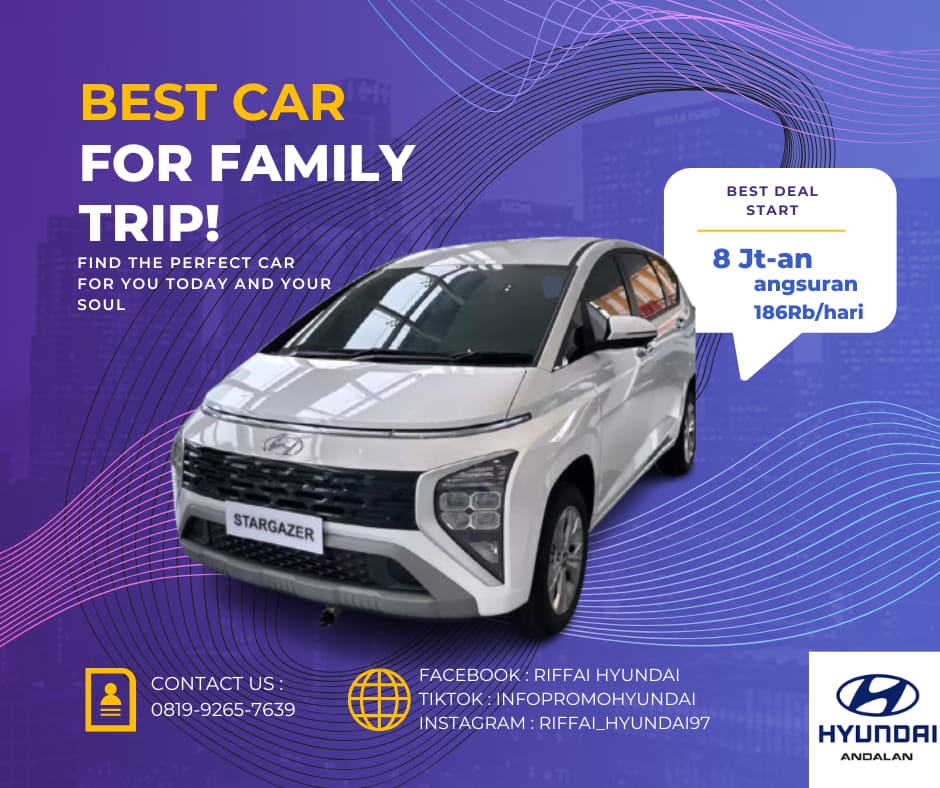 BEST CAR
FOR FAMILY
TRIP!
FIND THE PERFECT CAR
FOR YOU TODAY AND YOUR
SOUL
BEST DEAL
START
8 Jt-an
angsuran
186Rb/hari
WELLS FARGO
STARGAZER
CONTACT US :
0819-9265-7639
FACEBOOK : RIFFAI HYUNDAI
TIKTOK : INFOPROMOHYUNDAI
INSTAGRAM : RIFFAI_HYUNDAI97
HYUNDAI
ANDALAN